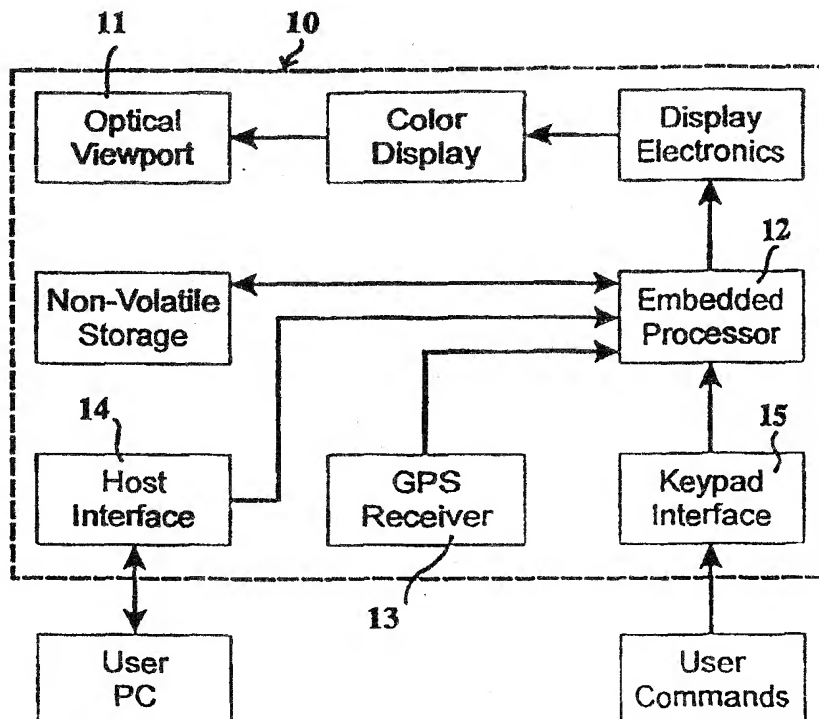 11
10
Optical
Viewport
Color
Display
Display
Electronics
12
Non-Volatile
Storage
Embedded
Processor
14
15
Host
Interface
GPS
Receiver
Keypad
Interface
13
User
PC
User
Commands